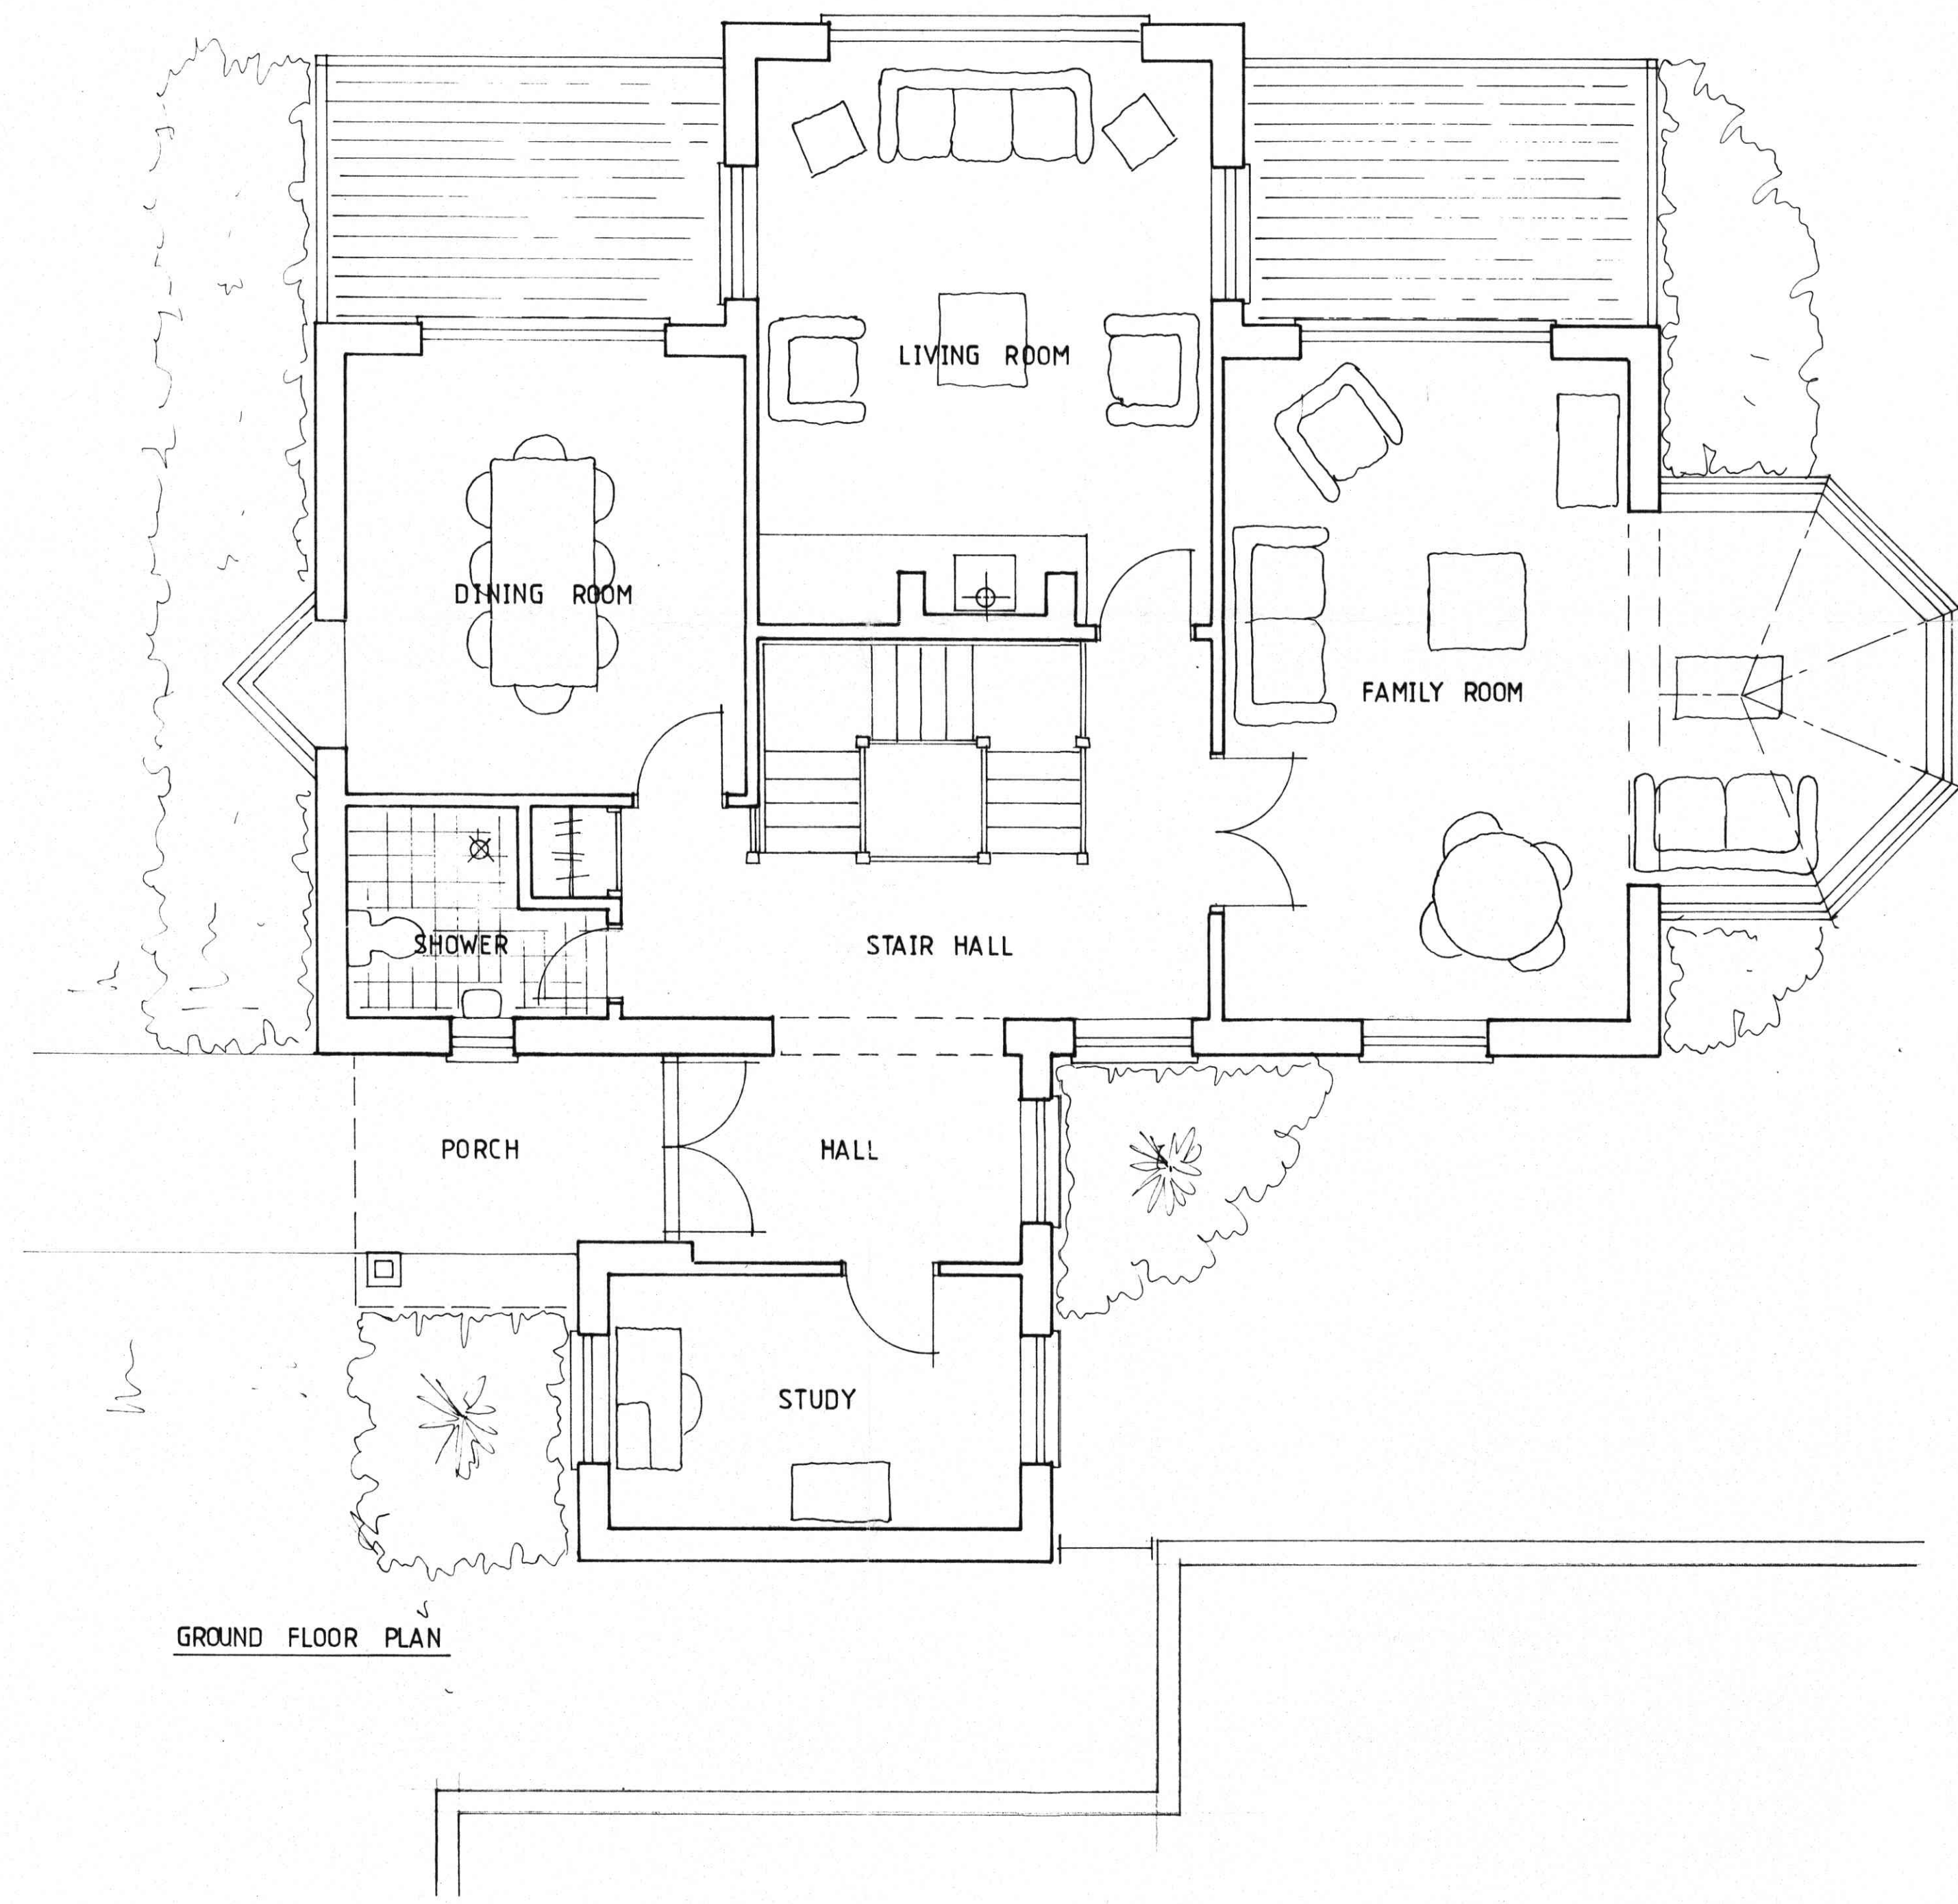 LIVING ROOM
DINING ROOM
FAMILY ROOM
SHOWER
STAIR HALL
PORCH
HALL
STUDY
GROUND FLOOR PLAN